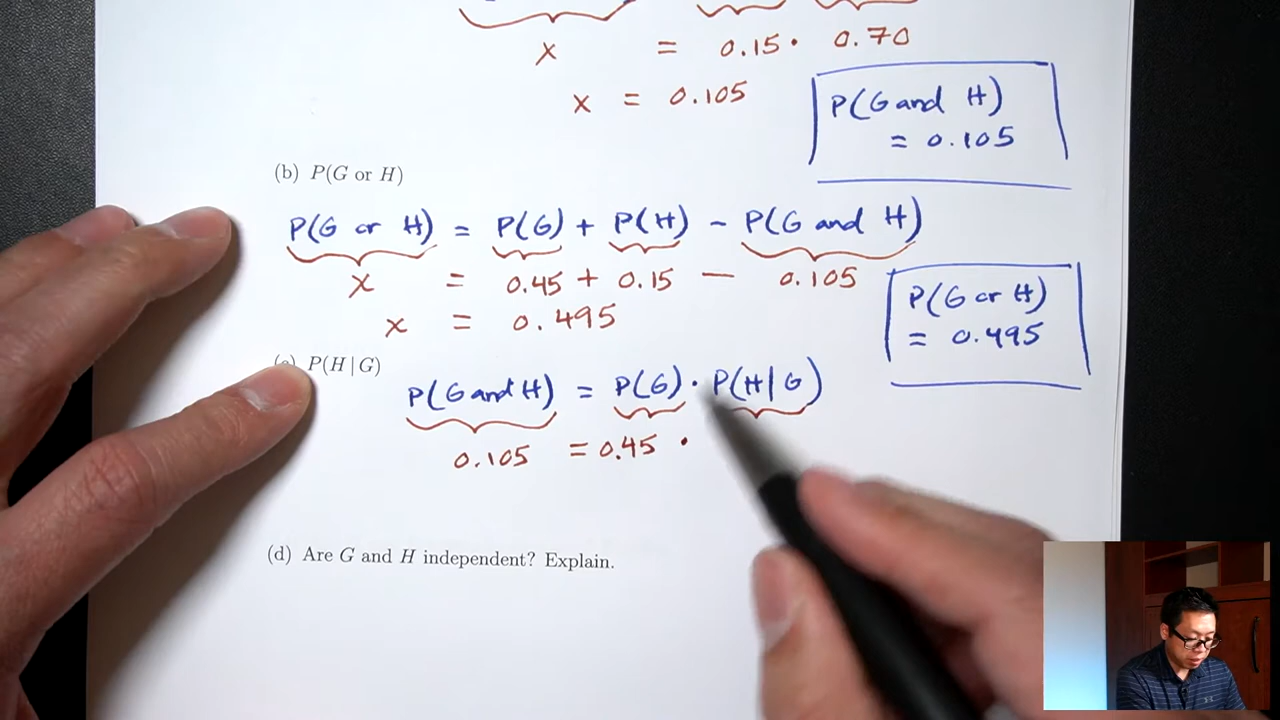 x = 0.15 · 0.70
x = 0.105
P(G and H)
= 0.105
(b) P(G or H)
P(G or H) = P(G) + P(H) − P(G and H)
x = 0.45 + 0.15 − 0.105
x = 0.495
P(G or H)
= 0.495
P(H | G)
P(G and H) = P(G) · P(H | G)
0.105 = 0.45 ·
(d) Are G and H independent? Explain.